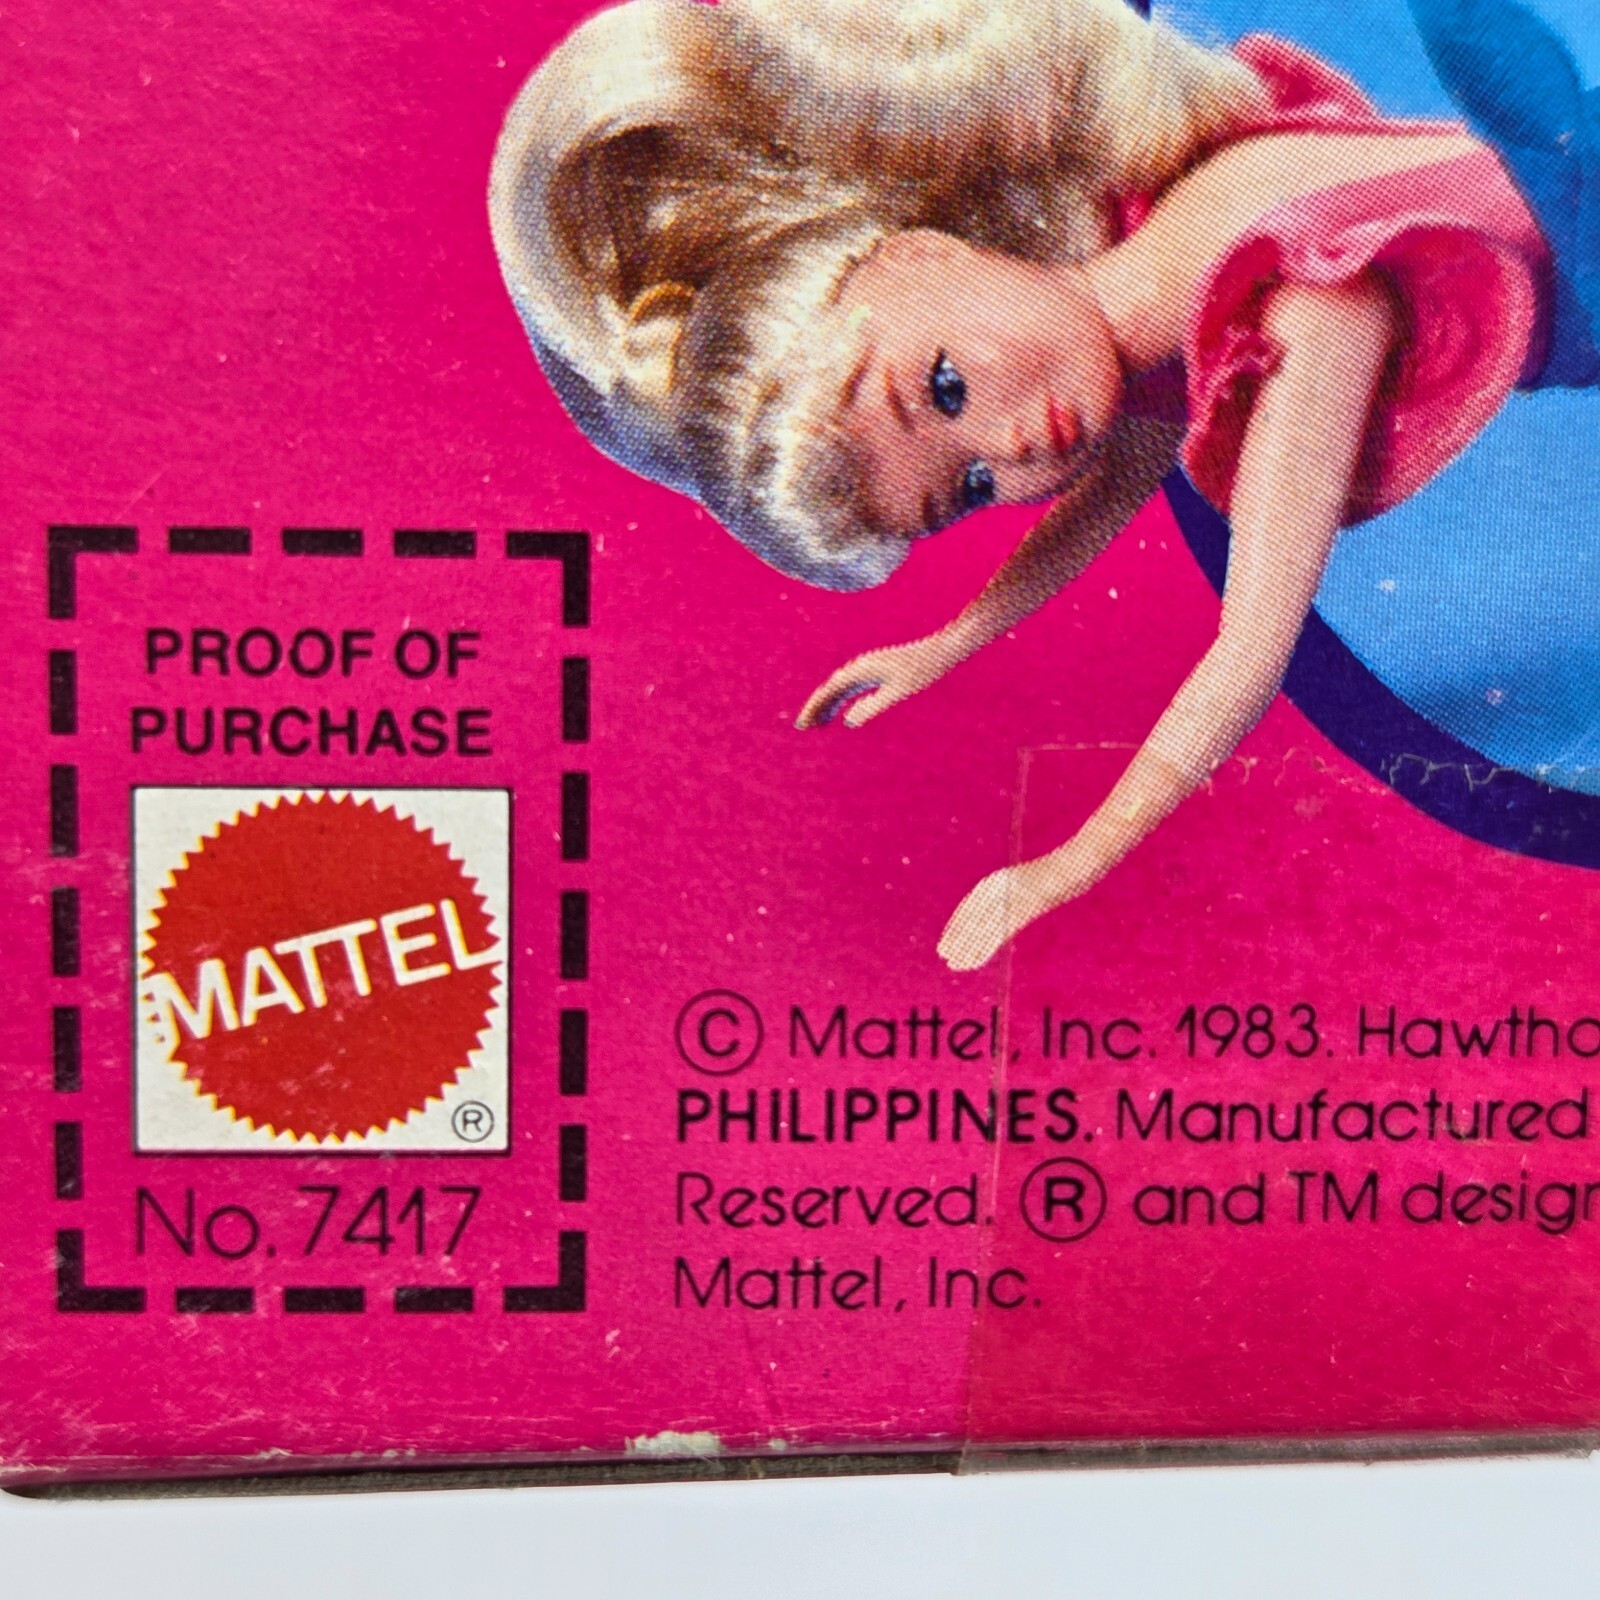 PROOF OF
PURCHASE
MATTEL
®
No. 7417
© Mattel, Inc. 1983. Hawtho
PHILIPPINES. Manufactured
Reserved. ® and TM design
Mattel, Inc.